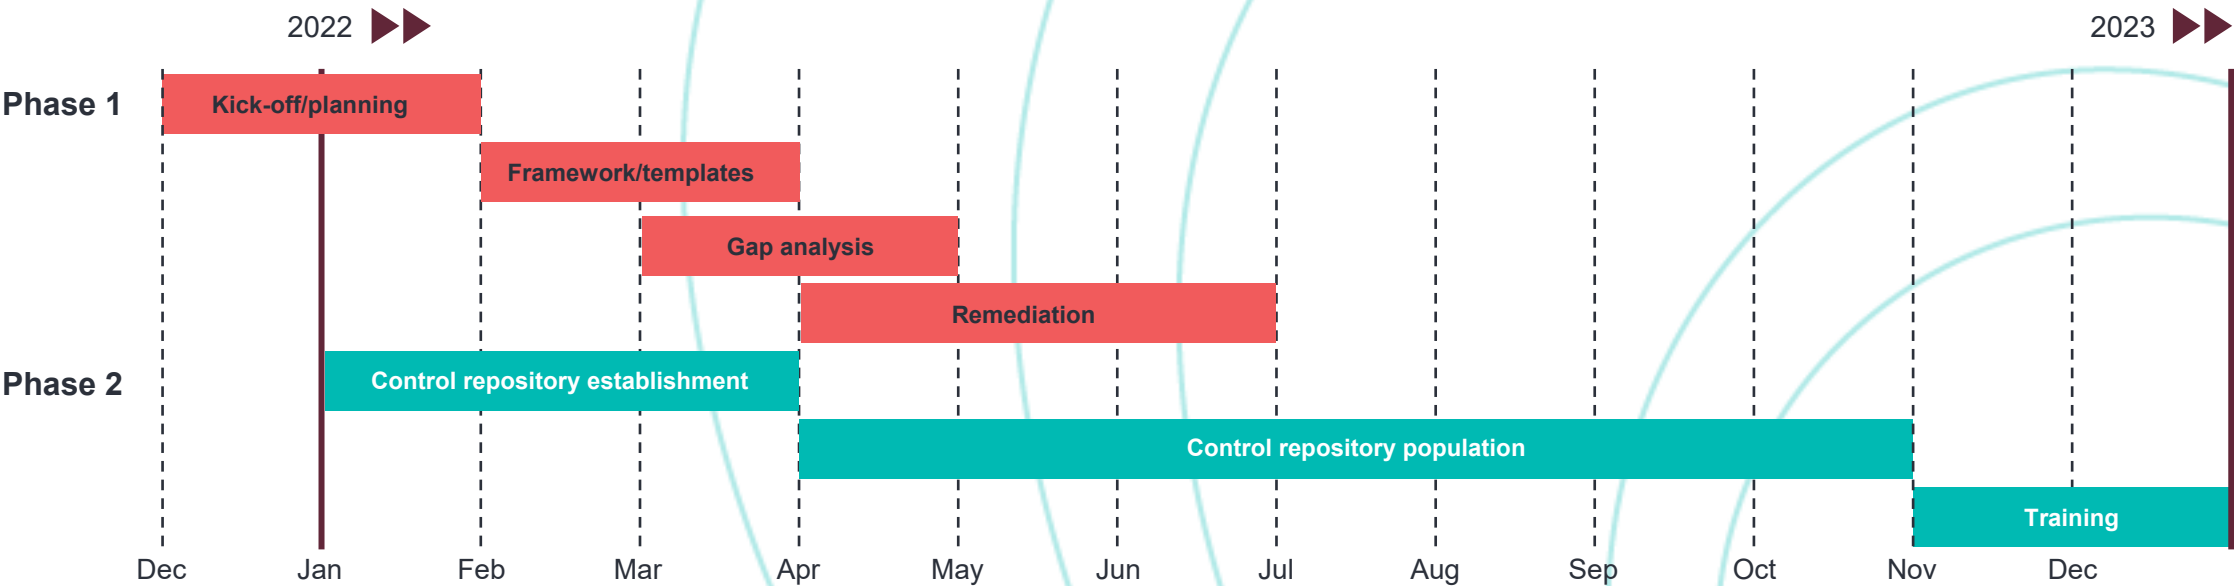 2022
2023
Phase 1
Kick-off/planning
Framework/templates
Gap analysis
Remediation
Phase 2
Control repository establishment
Control repository population
Training
Dec Jan Feb Mar Apr May Jun Jul Aug Sep Oct Nov Dec